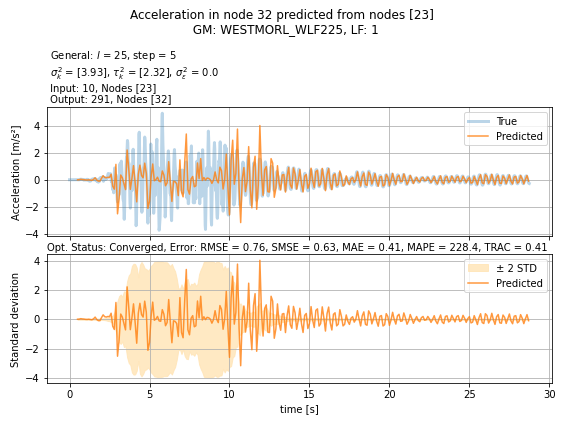 Acceleration in node 32 predicted from nodes [23]
GM: WESTMORL_WLF225, LF: 1
General: l = 25, step = 5
σ²ₖ = [3.93], τ²ₖ = [2.32], σ²ε = 0.0
Input: 10, Nodes [23]
Output: 291, Nodes [32]
Acceleration [m/s²]
4
2
0
−2
−4
True
Predicted
Opt. Status: Converged, Error: RMSE = 0.76, SMSE = 0.63, MAE = 0.41, MAPE = 228.4, TRAC = 0.41
Standard deviation
4
2
0
−2
−4
± 2 STD
Predicted
0 5 10 15 20 25 30
time [s]